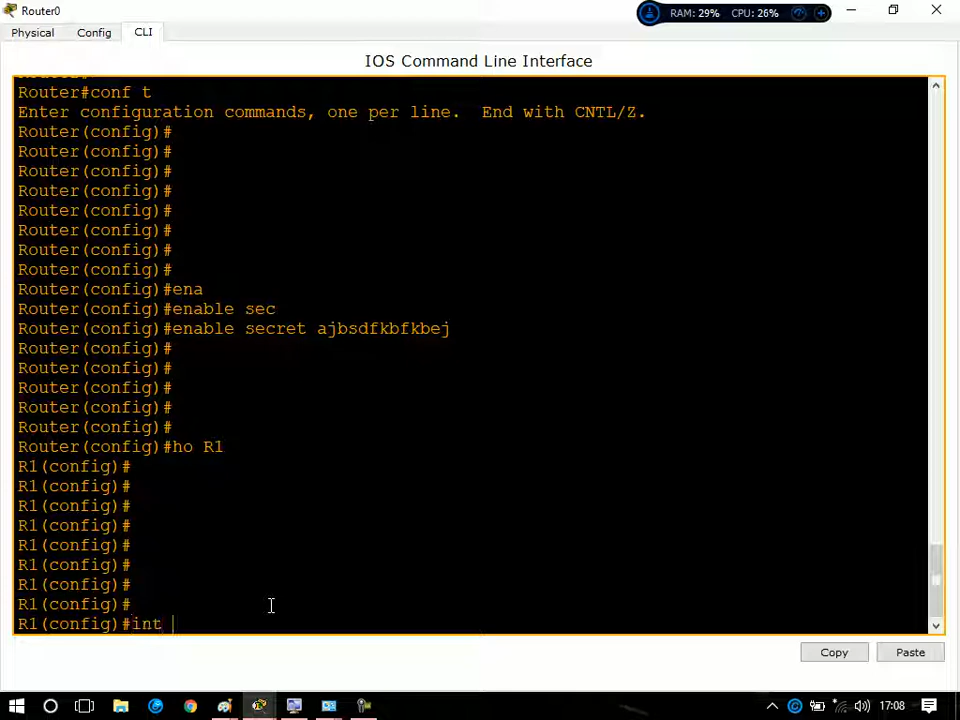 Router0
RAM: 29% CPU: 26%
Physical Config CLI
IOS Command Line Interface
Router#conf t
Enter configuration commands, one per line.  End with CNTL/Z.
Router(config)#
Router(config)#
Router(config)#
Router(config)#
Router(config)#
Router(config)#
Router(config)#
Router(config)#
Router(config)#ena
Router(config)#enable sec
Router(config)#enable secret ajbsdfkbfkbej
Router(config)#
Router(config)#
Router(config)#
Router(config)#
Router(config)#
Router(config)#ho R1
R1(config)#
R1(config)#
R1(config)#
R1(config)#
R1(config)#
R1(config)#
R1(config)#
R1(config)#
R1(config)#int
Copy Paste
17:08